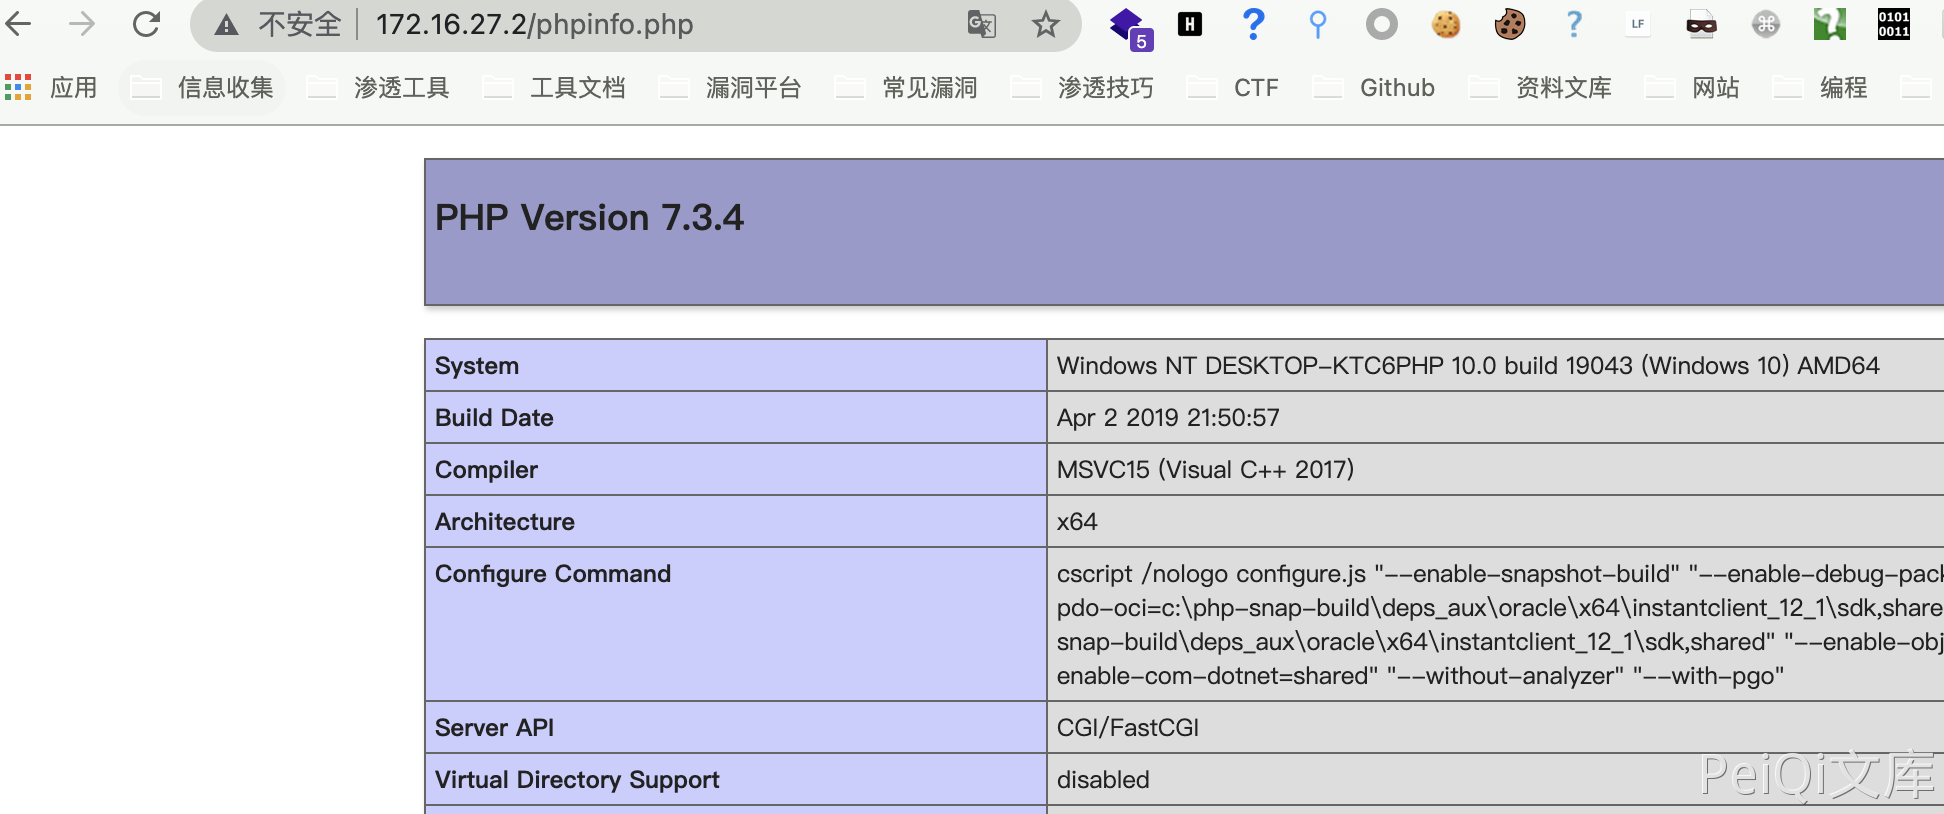 不安全 172.16.27.2/phpinfo.php
5 H ? ? LF ⌘ ? 0101 0011
应用 信息收集 渗透工具 工具文档 漏洞平台 常见漏洞 渗透技巧 CTF Github 资料文库 网站 编程
PHP Version 7.3.4
System Windows NT DESKTOP-KTC6PHP 10.0 build 19043 (Windows 10) AMD64
Build Date Apr 2 2019 21:50:57
Compiler MSVC15 (Visual C++ 2017)
Architecture x64
Configure Command cscript /nologo configure.js "--enable-snapshot-build" "--enable-debug-pack
pdo-oci=c:\php-snap-build\deps_aux\oracle\x64\instantclient_12_1\sdk,share
snap-build\deps_aux\oracle\x64\instantclient_12_1\sdk,shared" "--enable-obj
enable-com-dotnet=shared" "--without-analyzer" "--with-pgo"
Server API CGI/FastCGI
Virtual Directory Support disabled
PeiQi文库